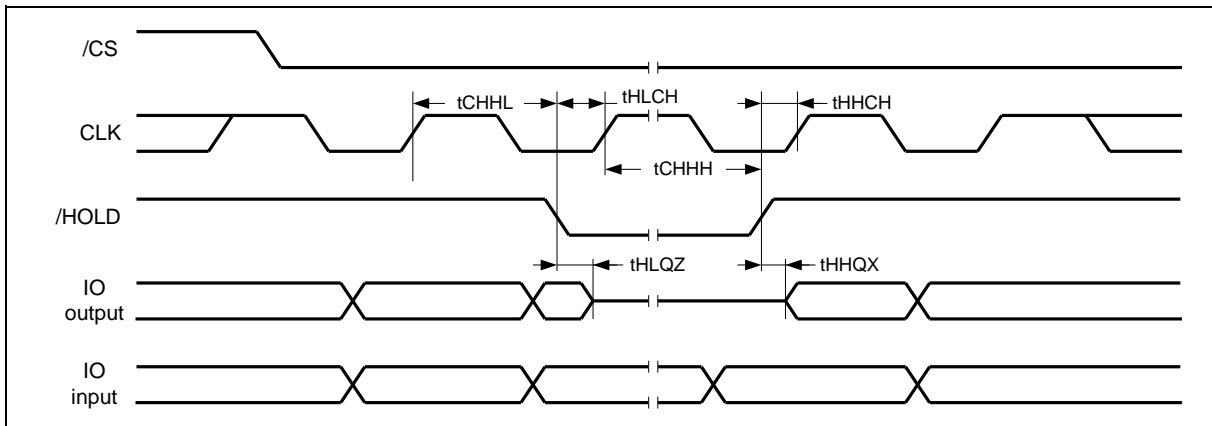 /CS
tCHHL
tHLCH
tHHCH
CLK
tCHHH
/HOLD
tHLQZ
tHHQX
IO
output
IO
input